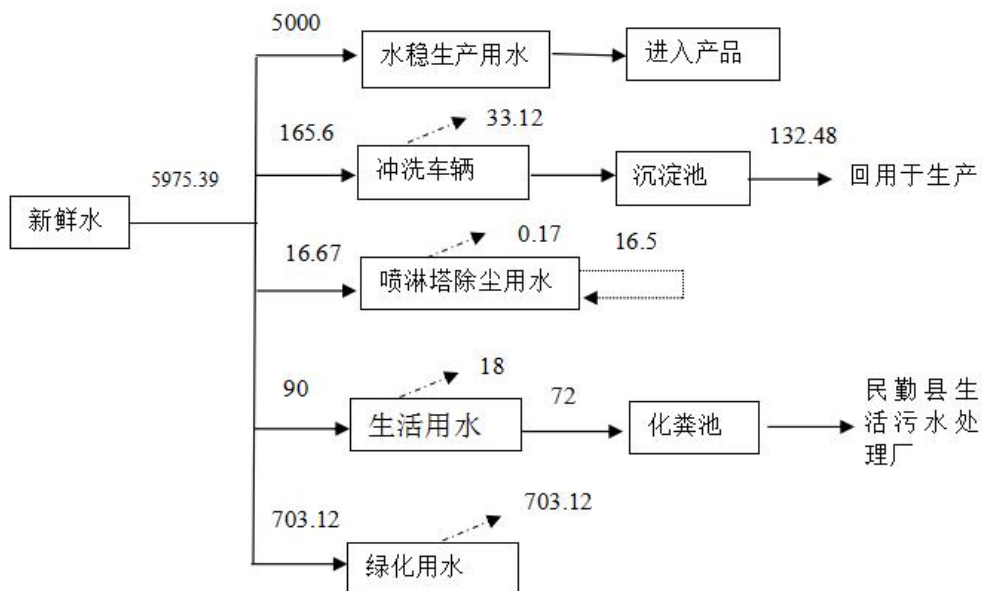 5000
水稳生产用水
进入产品
165.6
33.12
冲洗车辆
沉淀池
132.48
回用于生产
5975.39
新鲜水
16.67
0.17
16.5
喷淋塔除尘用水
90
18
生活用水
72
化粪池
民勤县生
活污水处
理厂
703.12
703.12
绿化用水